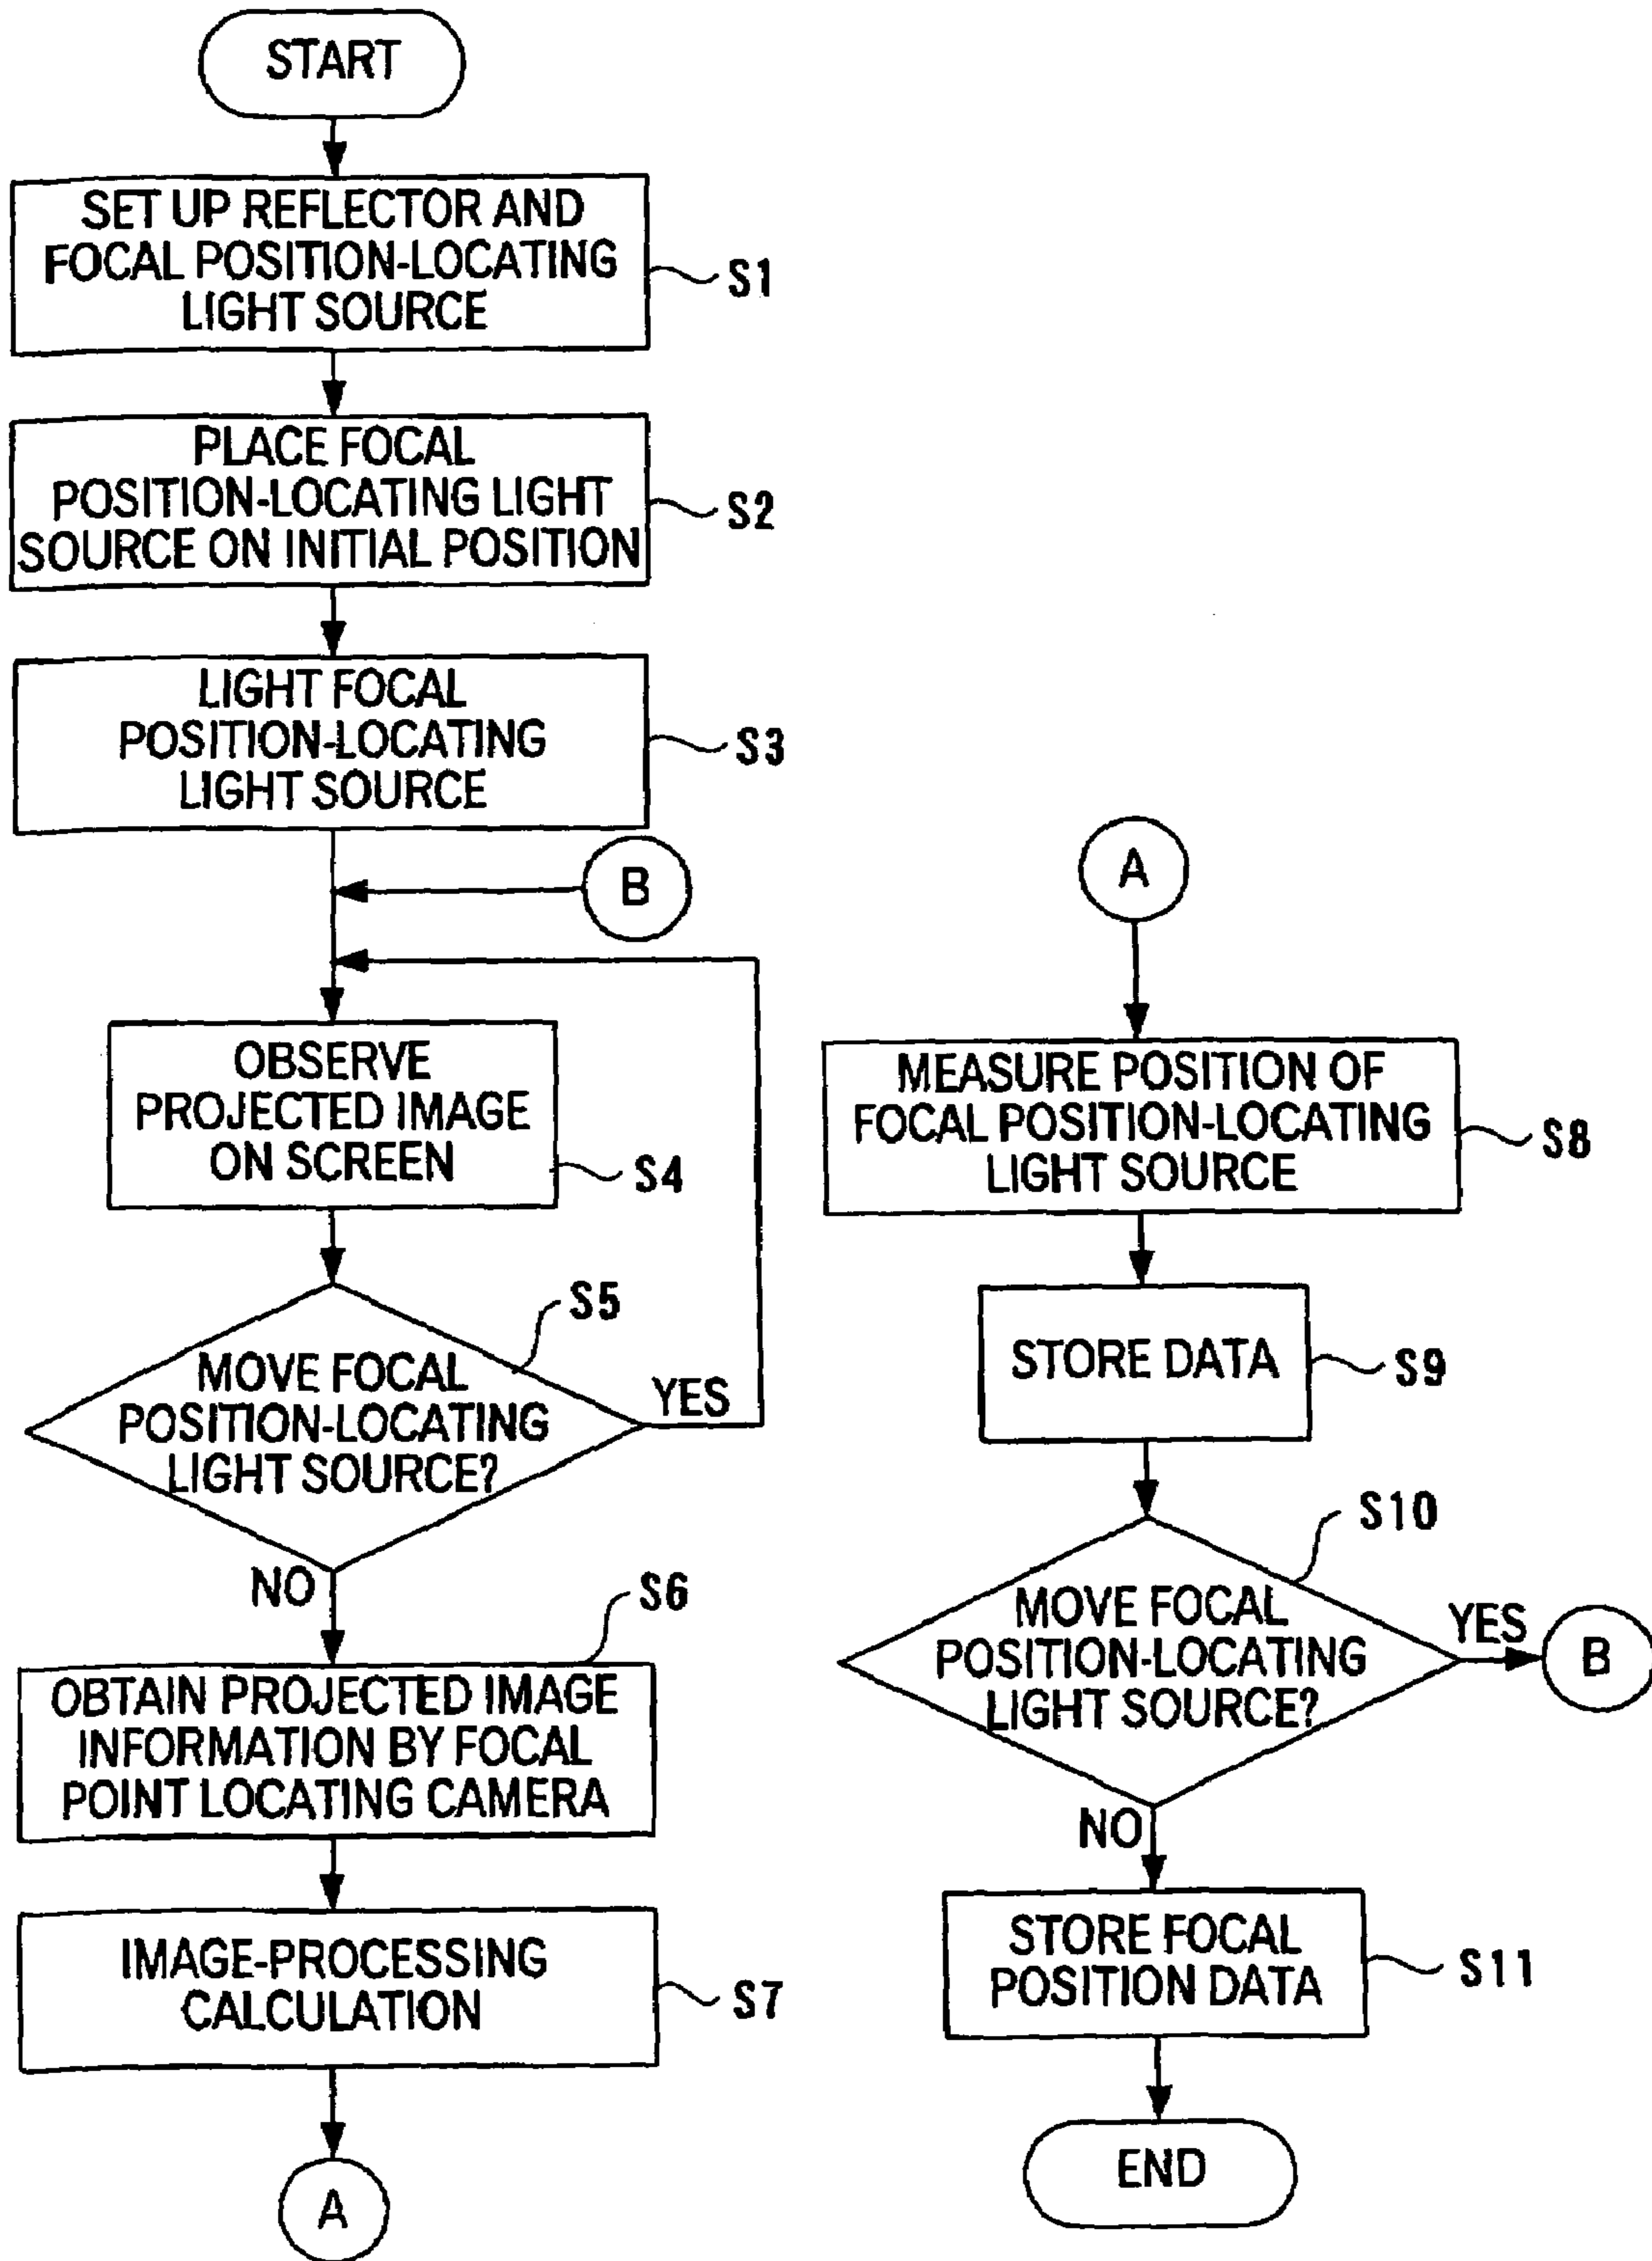 START
SET UP REFLECTOR AND
FOCAL POSITION-LOCATING
LIGHT SOURCE
S1
PLACE FOCAL
POSITION-LOCATING LIGHT
SOURCE ON INITIAL POSITION
S2
LIGHT FOCAL
POSITION-LOCATING
LIGHT SOURCE
S3
B
OBSERVE
PROJECTED IMAGE
ON SCREEN
S4
S5
MOVE FOCAL
POSITION-LOCATING
LIGHT SOURCE?
YES
NO
S6
OBTAIN PROJECTED IMAGE
INFORMATION BY FOCAL
POINT LOCATING CAMERA
IMAGE-PROCESSING
CALCULATION
S7
A
A
MEASURE POSITION OF
FOCAL POSITION-LOCATING
LIGHT SOURCE
S8
STORE DATA
S9
S10
MOVE FOCAL
POSITION-LOCATING
LIGHT SOURCE?
YES
B
NO
STORE FOCAL
POSITION DATA
S11
END